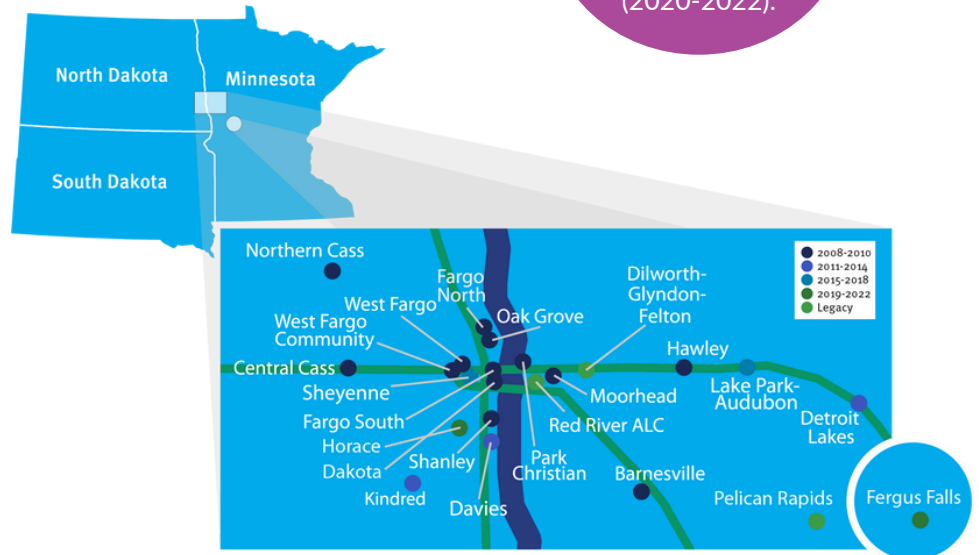 (2020-2022).
North Dakota
Minnesota
South Dakota
Northern Cass
2008-2010
2011-2014
2015-2018
2019-2022
Legacy
Fargo
North
Dilworth-
Glyndon-
Felton
West Fargo
Oak Grove
West Fargo
Community
Hawley
Central Cass
Sheyenne
Moorhead
Lake Park-
Audubon
Fargo South
Red River ALC
Detroit
Lakes
Horace
Dakota
Shanley
Park
Christian
Barnesville
Kindred
Davies
Pelican Rapids
Fergus Falls